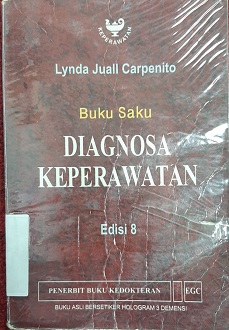 KEPERAWATAN
Lynda Juall Carpenito
Buku Saku
DIAGNOSA
KEPERAWATAN
Edisi 8
PENERBIT BUKU KEDOKTERAN EGC
BUKU ASLI BERSTIKER HOLOGRAM 3 DEMENSI